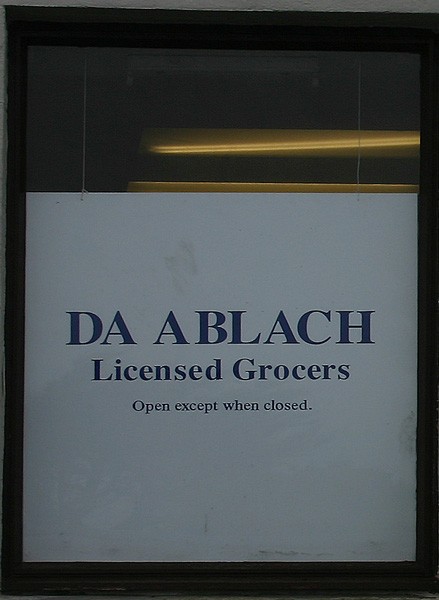 DA ABLACH
Licensed Grocers
Open except when closed.